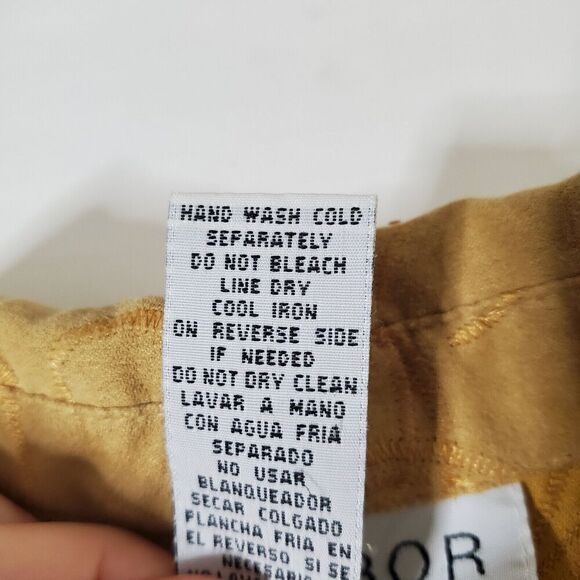 HAND WASH COLD
SEPARATELY
DO NOT BLEACH
LINE DRY
COOL IRON
ON REVERSE SIDE
IF NEEDED
DO NOT DRY CLEAN
LAVAR A MANO
CON AGUA FRIA
SEPARADO
NO USAR
BLANQUEADOR
SECAR COLGADO
PLANCHA FRIA EN
EL REVERSO SI SE
NECESARIO